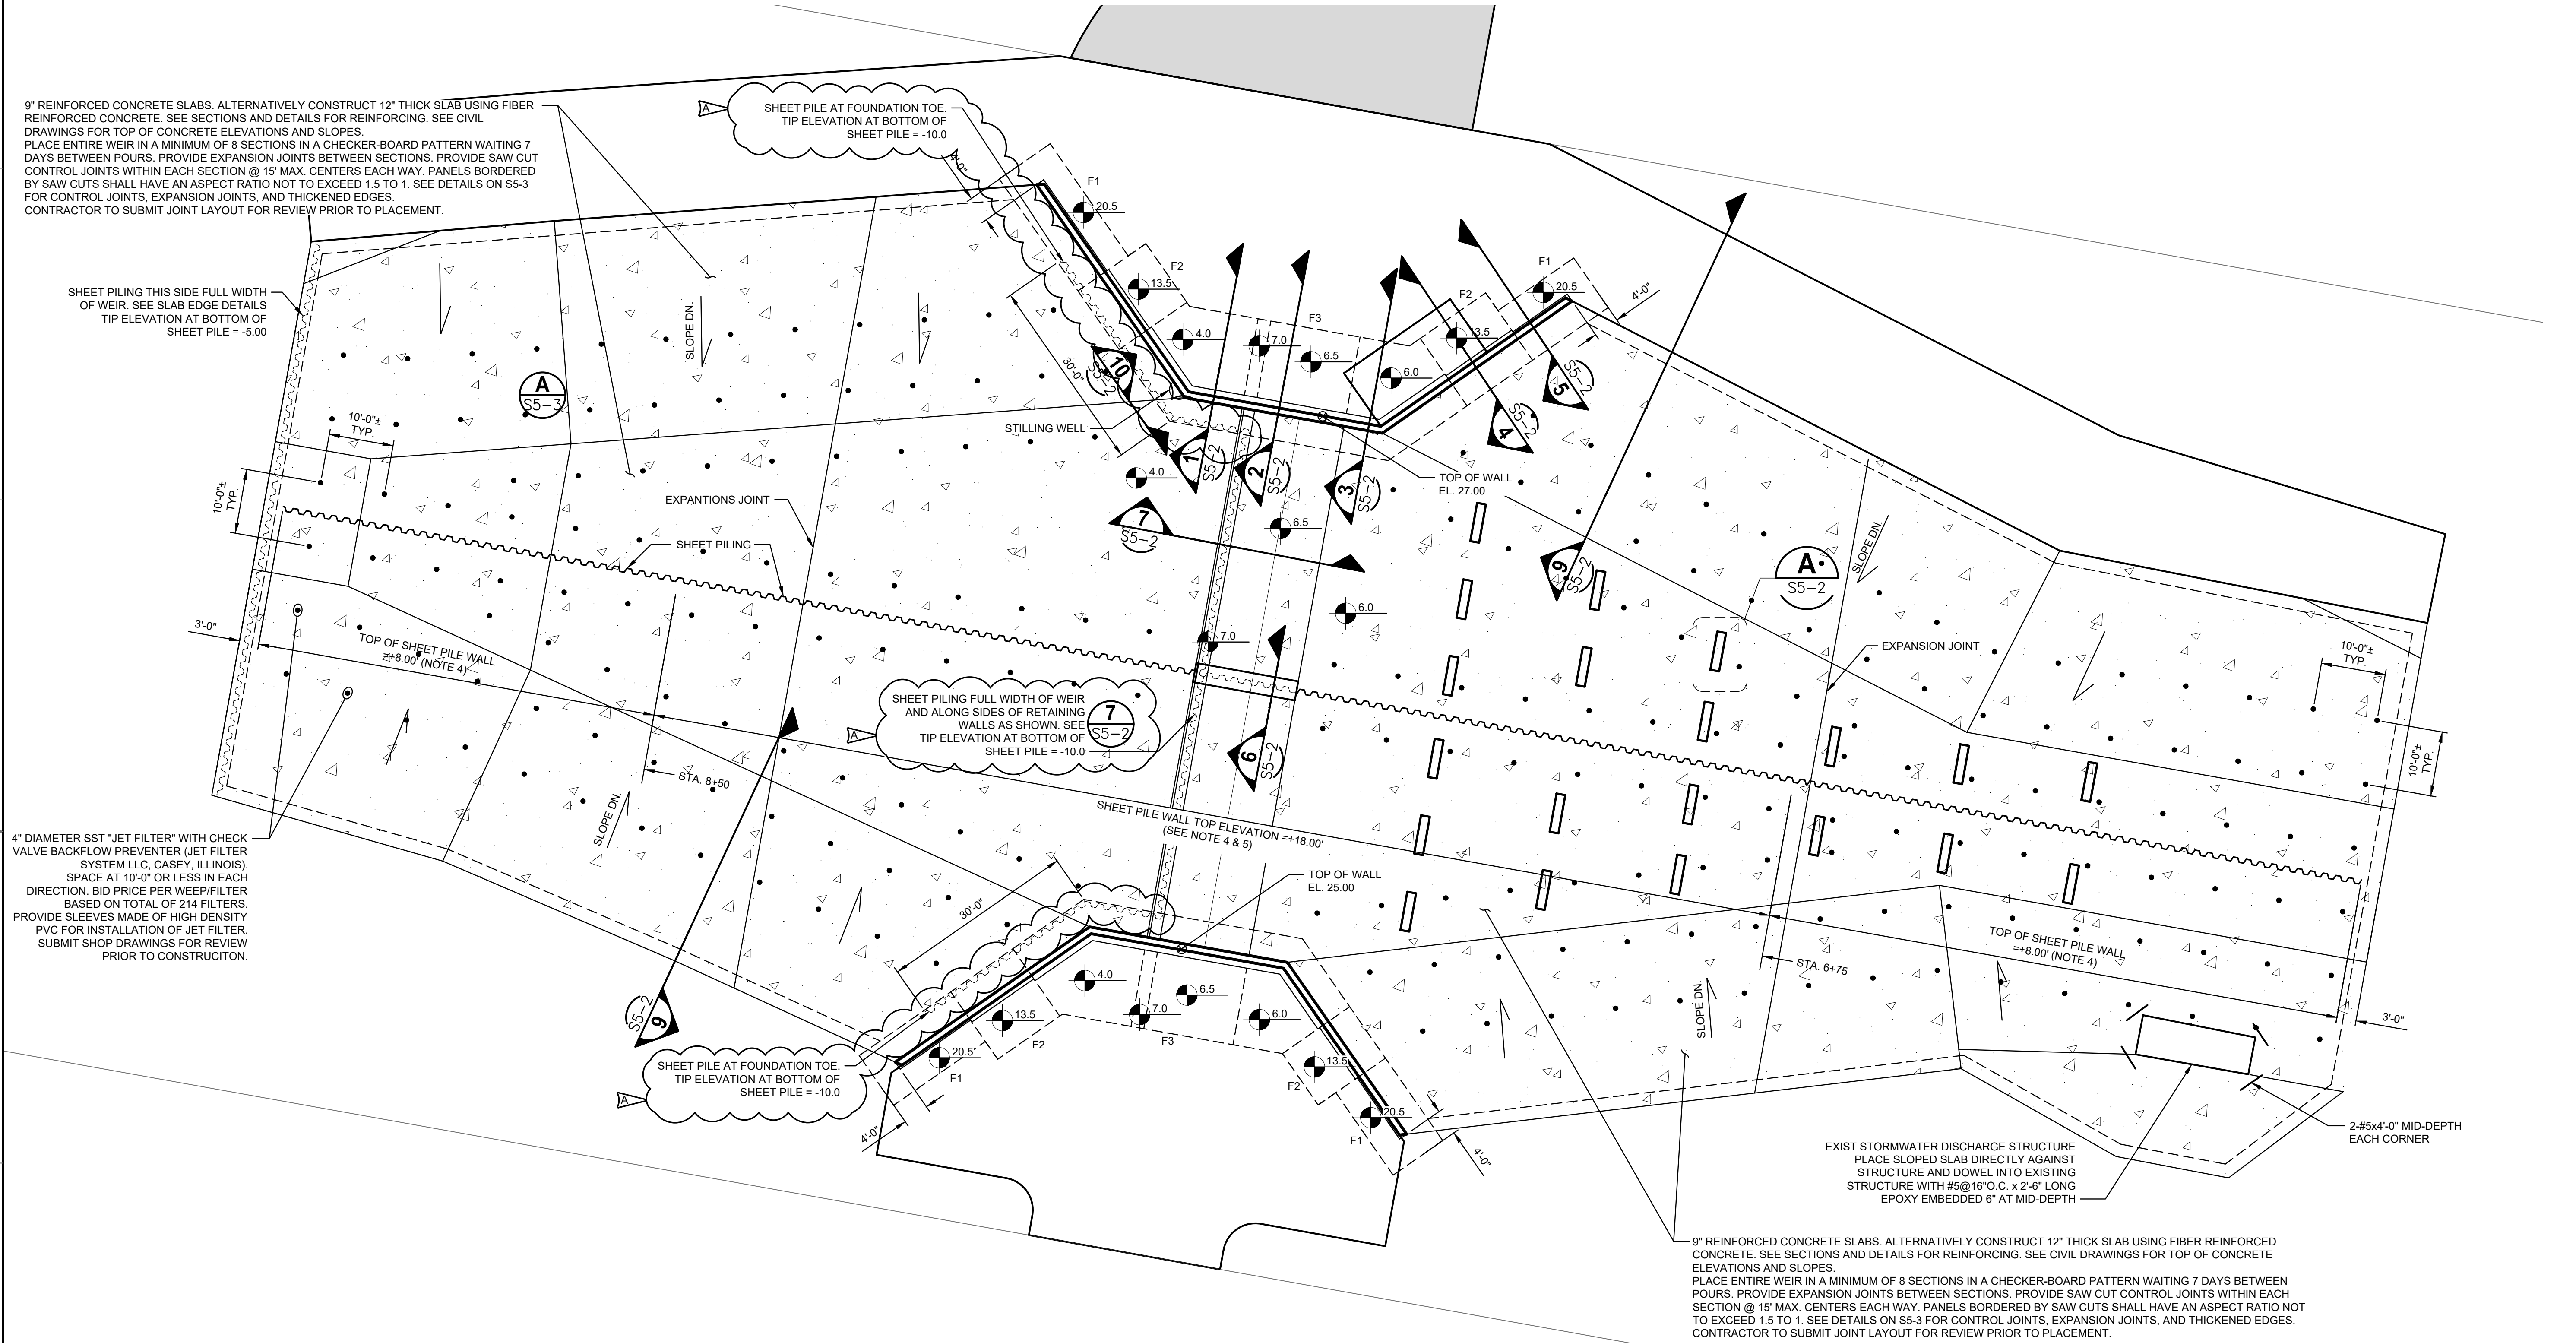 9" REINFORCED CONCRETE SLABS. ALTERNATIVELY CONSTRUCT 12" THICK SLAB USING FIBER
REINFORCED CONCRETE. SEE SECTIONS AND DETAILS FOR REINFORCING. SEE CIVIL
DRAWINGS FOR TOP OF CONCRETE ELEVATIONS AND SLOPES.
PLACE ENTIRE WEIR IN A MINIMUM OF 8 SECTIONS IN A CHECKER-BOARD PATTERN WAITING 7
DAYS BETWEEN POURS. PROVIDE EXPANSION JOINTS BETWEEN SECTIONS. PROVIDE SAW CUT
CONTROL JOINTS WITHIN EACH SECTION @ 15' MAX. CENTERS EACH WAY. PANELS BORDERED
BY SAW CUTS SHALL HAVE AN ASPECT RATIO NOT TO EXCEED 1.5 TO 1. SEE DETAILS ON S5-3
FOR CONTROL JOINTS, EXPANSION JOINTS, AND THICKENED EDGES.
CONTRACTOR TO SUBMIT JOINT LAYOUT FOR REVIEW PRIOR TO PLACEMENT.
A
SHEET PILE AT FOUNDATION TOE.
TIP ELEVATION AT BOTTOM OF
SHEET PILE = -10.0
4'-0"
F1
20.5
F2
13.5
4.0
7.0
F3
6.5
6.0
F2
13.5
F1
20.5
4'-0"
SHEET PILING THIS SIDE FULL WIDTH
OF WEIR. SEE SLAB EDGE DETAILS
TIP ELEVATION AT BOTTOM OF
SHEET PILE = -5.00
SLOPE DN.
A
S5-3
30'-0"
10
S5-2
STILLING WELL
1
S5-2
2
S5-2
3
S5-2
4
S5-2
5
S5-2
10'-0"±
TYP.
10'-0"±
TYP.
4.0
TOP OF WALL
EL. 27.00
EXPANTIONS JOINT
7
S5-2
6.5
SHEET PILING
9
S5-2
A
S5-2
SLOPE DN.
6.0
7.0
EXPANSION JOINT
10'-0"±
TYP.
10'-0"±
TYP.
3'-0"
TOP OF SHEET PILE WALL
=+8.00' (NOTE 4)
SHEET PILING FULL WIDTH OF WEIR
AND ALONG SIDES OF RETAINING
WALLS AS SHOWN. SEE
TIP ELEVATION AT BOTTOM OF
SHEET PILE = -10.0
7
S5-2
A
6
S5-2
STA. 8+50
SLOPE DN.
SHEET PILE WALL TOP ELEVATION =+18.00'
(SEE NOTE 4 & 5)
4" DIAMETER SST "JET FILTER" WITH CHECK
VALVE BACKFLOW PREVENTER (JET FILTER
SYSTEM LLC, CASEY, ILLINOIS).
SPACE AT 10'-0" OR LESS IN EACH
DIRECTION. BID PRICE PER WEEP/FILTER
BASED ON TOTAL OF 214 FILTERS.
PROVIDE SLEEVES MADE OF HIGH DENSITY
PVC FOR INSTALLATION OF JET FILTER.
SUBMIT SHOP DRAWINGS FOR REVIEW
PRIOR TO CONSTRUCITON.
30'-0"
TOP OF WALL
EL. 25.00
TOP OF SHEET PILE WALL
=+8.00' (NOTE 4)
STA. 6+75
SLOPE DN.
3'-0"
9
S5-2
4.0
6.5
7.0
6.0
13.5
F2
F3
20.5'
F1
13.5
F2
20.5
F1
4'-0"
4'-0"
A
SHEET PILE AT FOUNDATION TOE.
TIP ELEVATION AT BOTTOM OF
SHEET PILE = -10.0
2-#5x4'-0" MID-DEPTH
EACH CORNER
EXIST STORMWATER DISCHARGE STRUCTURE
PLACE SLOPED SLAB DIRECTLY AGAINST
STRUCTURE AND DOWEL INTO EXISTING
STRUCTURE WITH #5@16"O.C. x 2'-6" LONG
EPOXY EMBEDDED 6" AT MID-DEPTH
9" REINFORCED CONCRETE SLABS. ALTERNATIVELY CONSTRUCT 12" THICK SLAB USING FIBER REINFORCED
CONCRETE. SEE SECTIONS AND DETAILS FOR REINFORCING. SEE CIVIL DRAWINGS FOR TOP OF CONCRETE
ELEVATIONS AND SLOPES.
PLACE ENTIRE WEIR IN A MINIMUM OF 8 SECTIONS IN A CHECKER-BOARD PATTERN WAITING 7 DAYS BETWEEN
POURS. PROVIDE EXPANSION JOINTS BETWEEN SECTIONS. PROVIDE SAW CUT CONTROL JOINTS WITHIN EACH
SECTION @ 15' MAX. CENTERS EACH WAY. PANELS BORDERED BY SAW CUTS SHALL HAVE AN ASPECT RATIO NOT
TO EXCEED 1.5 TO 1. SEE DETAILS ON S5-3 FOR CONTROL JOINTS, EXPANSION JOINTS, AND THICKENED EDGES.
CONTRACTOR TO SUBMIT JOINT LAYOUT FOR REVIEW PRIOR TO PLACEMENT.